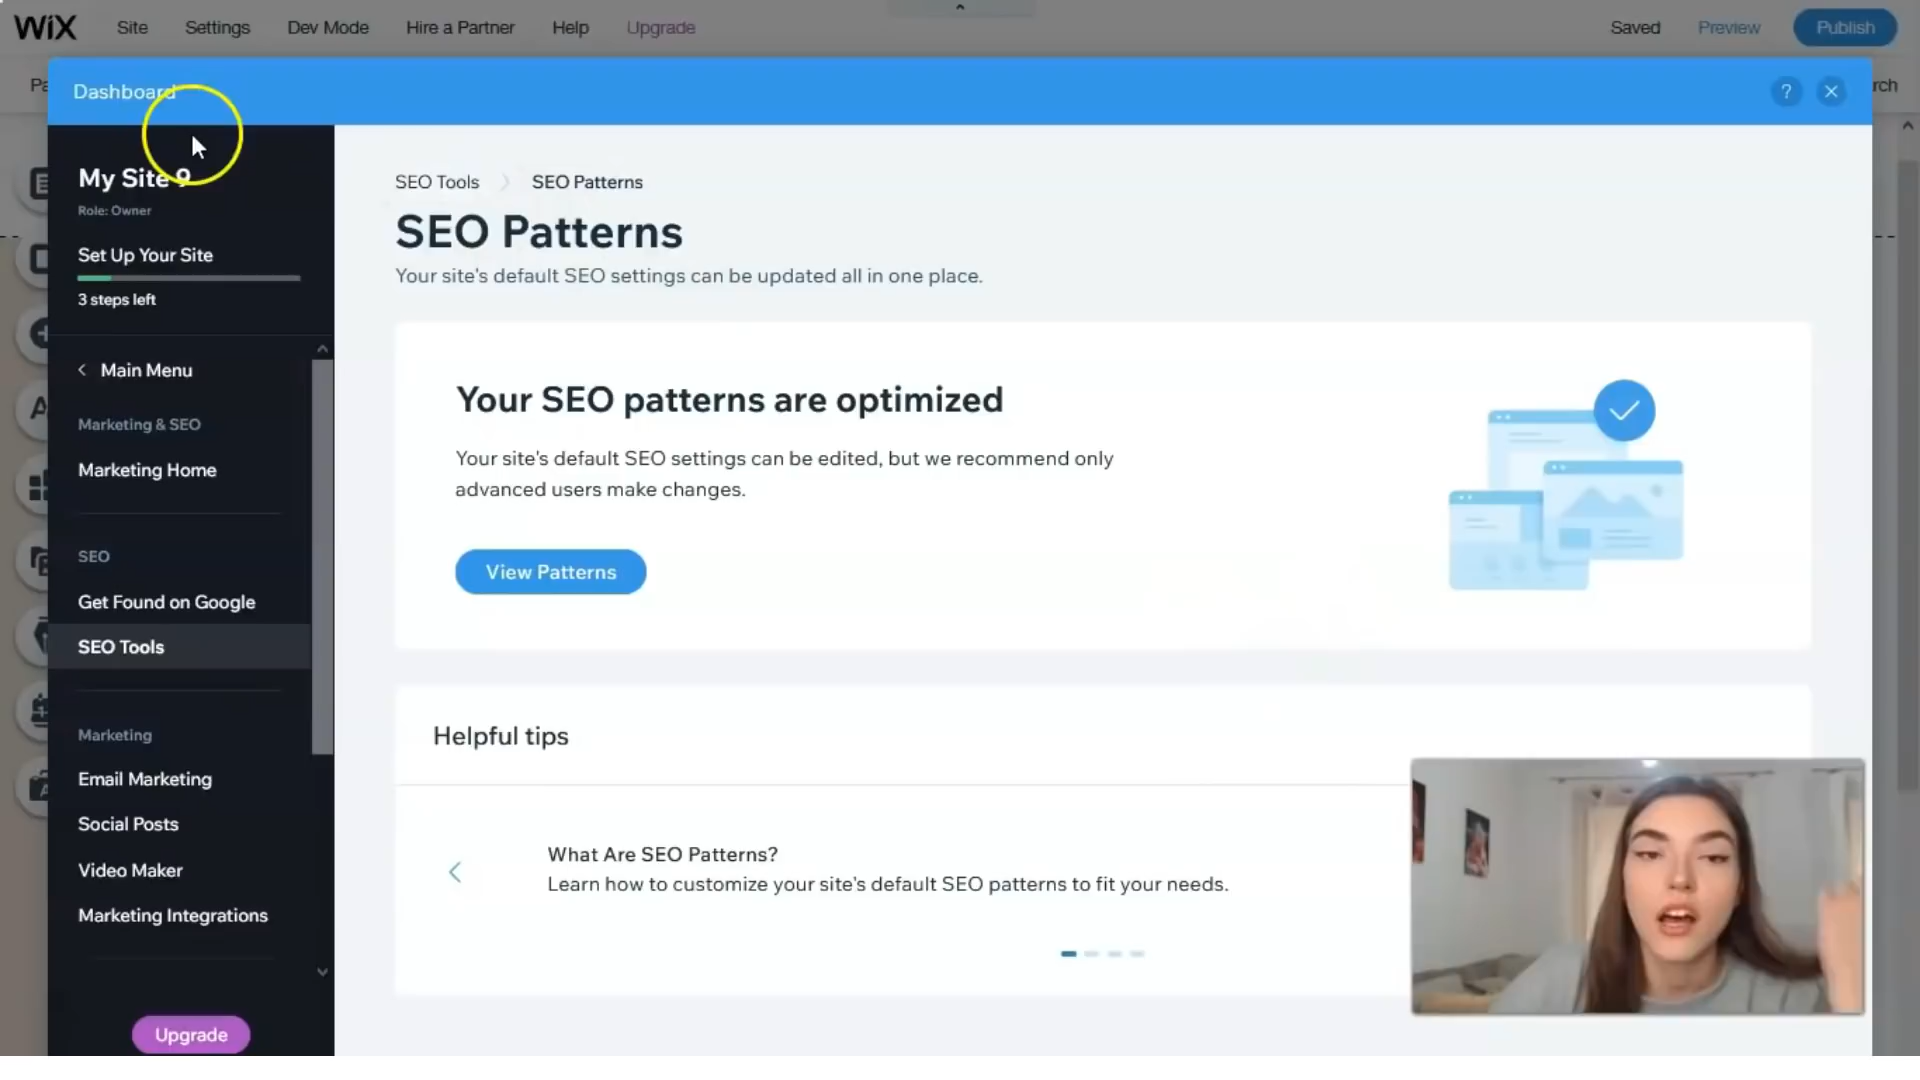 WiX
Site
Settings
Dev Mode
Hire a Partner
Help
Upgrade
Saved
Preview
Publish
Dashboard
?
My Site 9
Role: Owner
Set Up Your Site
3 steps left
Main Menu
Marketing & SEO
Marketing Home
SEO
Get Found on Google
SEO Tools
Marketing
Email Marketing
Social Posts
Video Maker
Marketing Integrations
Upgrade
SEO Tools
SEO Patterns
SEO Patterns
Your site's default SEO settings can be updated all in one place.
Your SEO patterns are optimized
Your site's default SEO settings can be edited, but we recommend only
advanced users make changes.
View Patterns
Helpful tips
What Are SEO Patterns?
Learn how to customize your site's default SEO patterns to fit your needs.